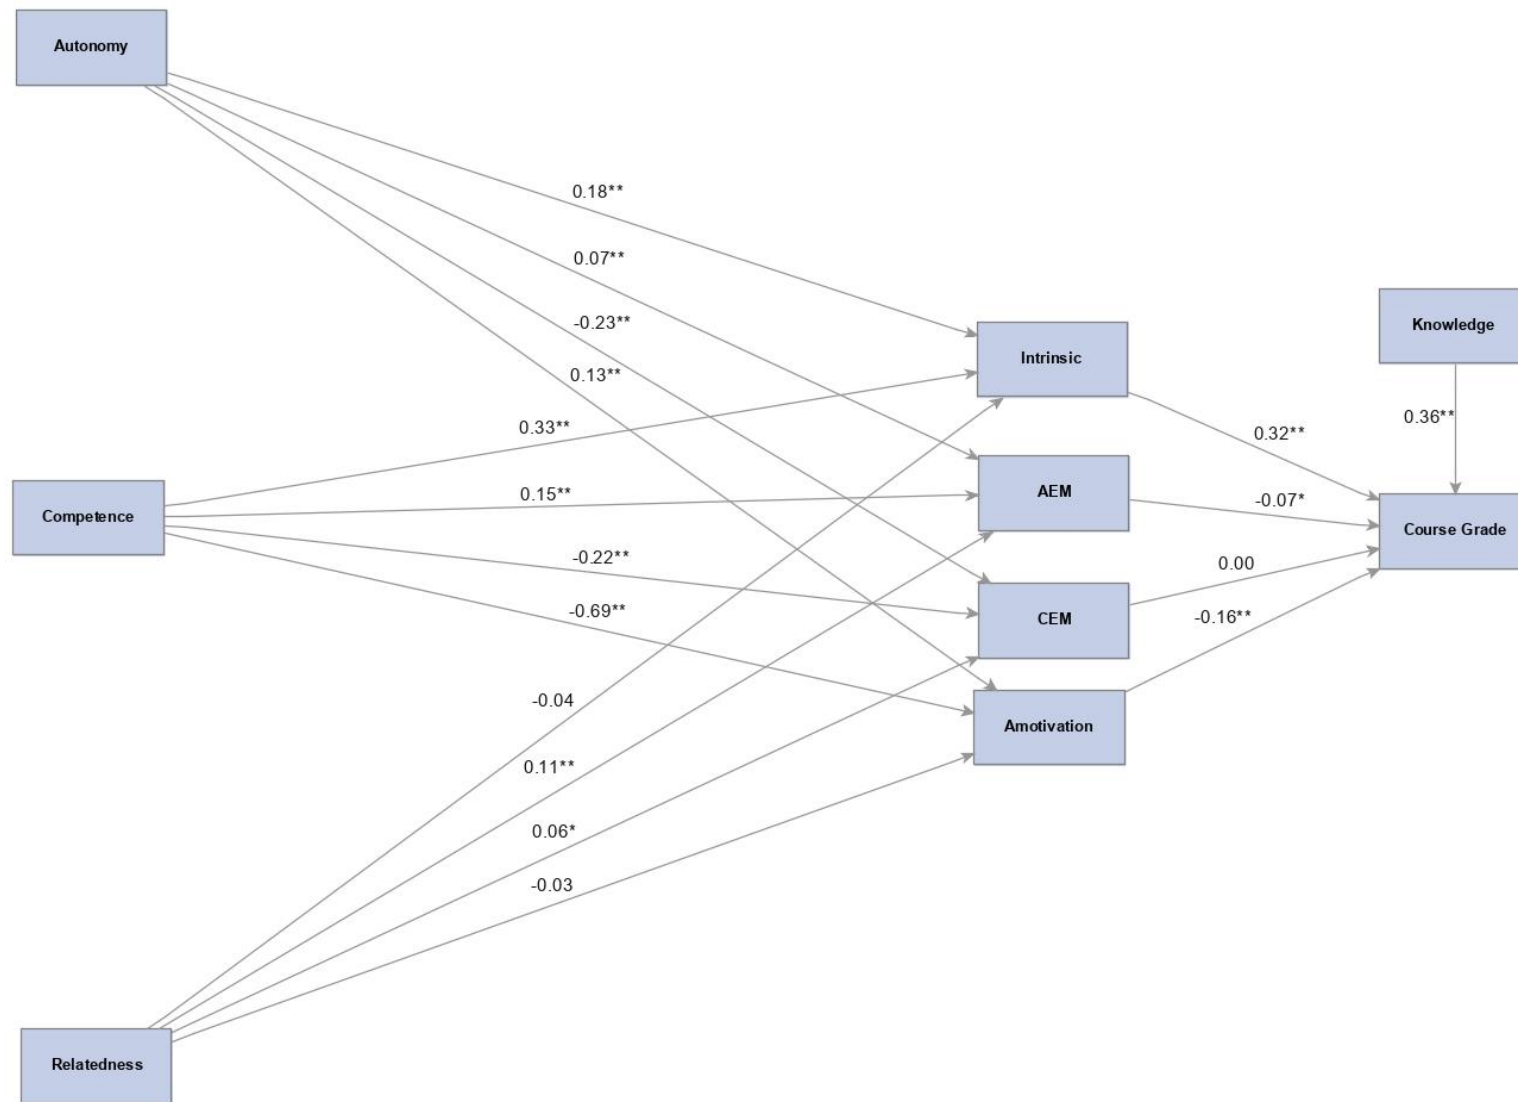 Autonomy
0.18**
0.07**
-0.23**
Knowledge
Intrinsic
0.13**
0.36**
0.33**
0.32**
AEM
0.15**
-0.07*
Competence
Course Grade
-0.22**
0.00
-0.69**
CEM
-0.16**
-0.04
Amotivation
0.11**
0.06*
-0.03
Relatedness